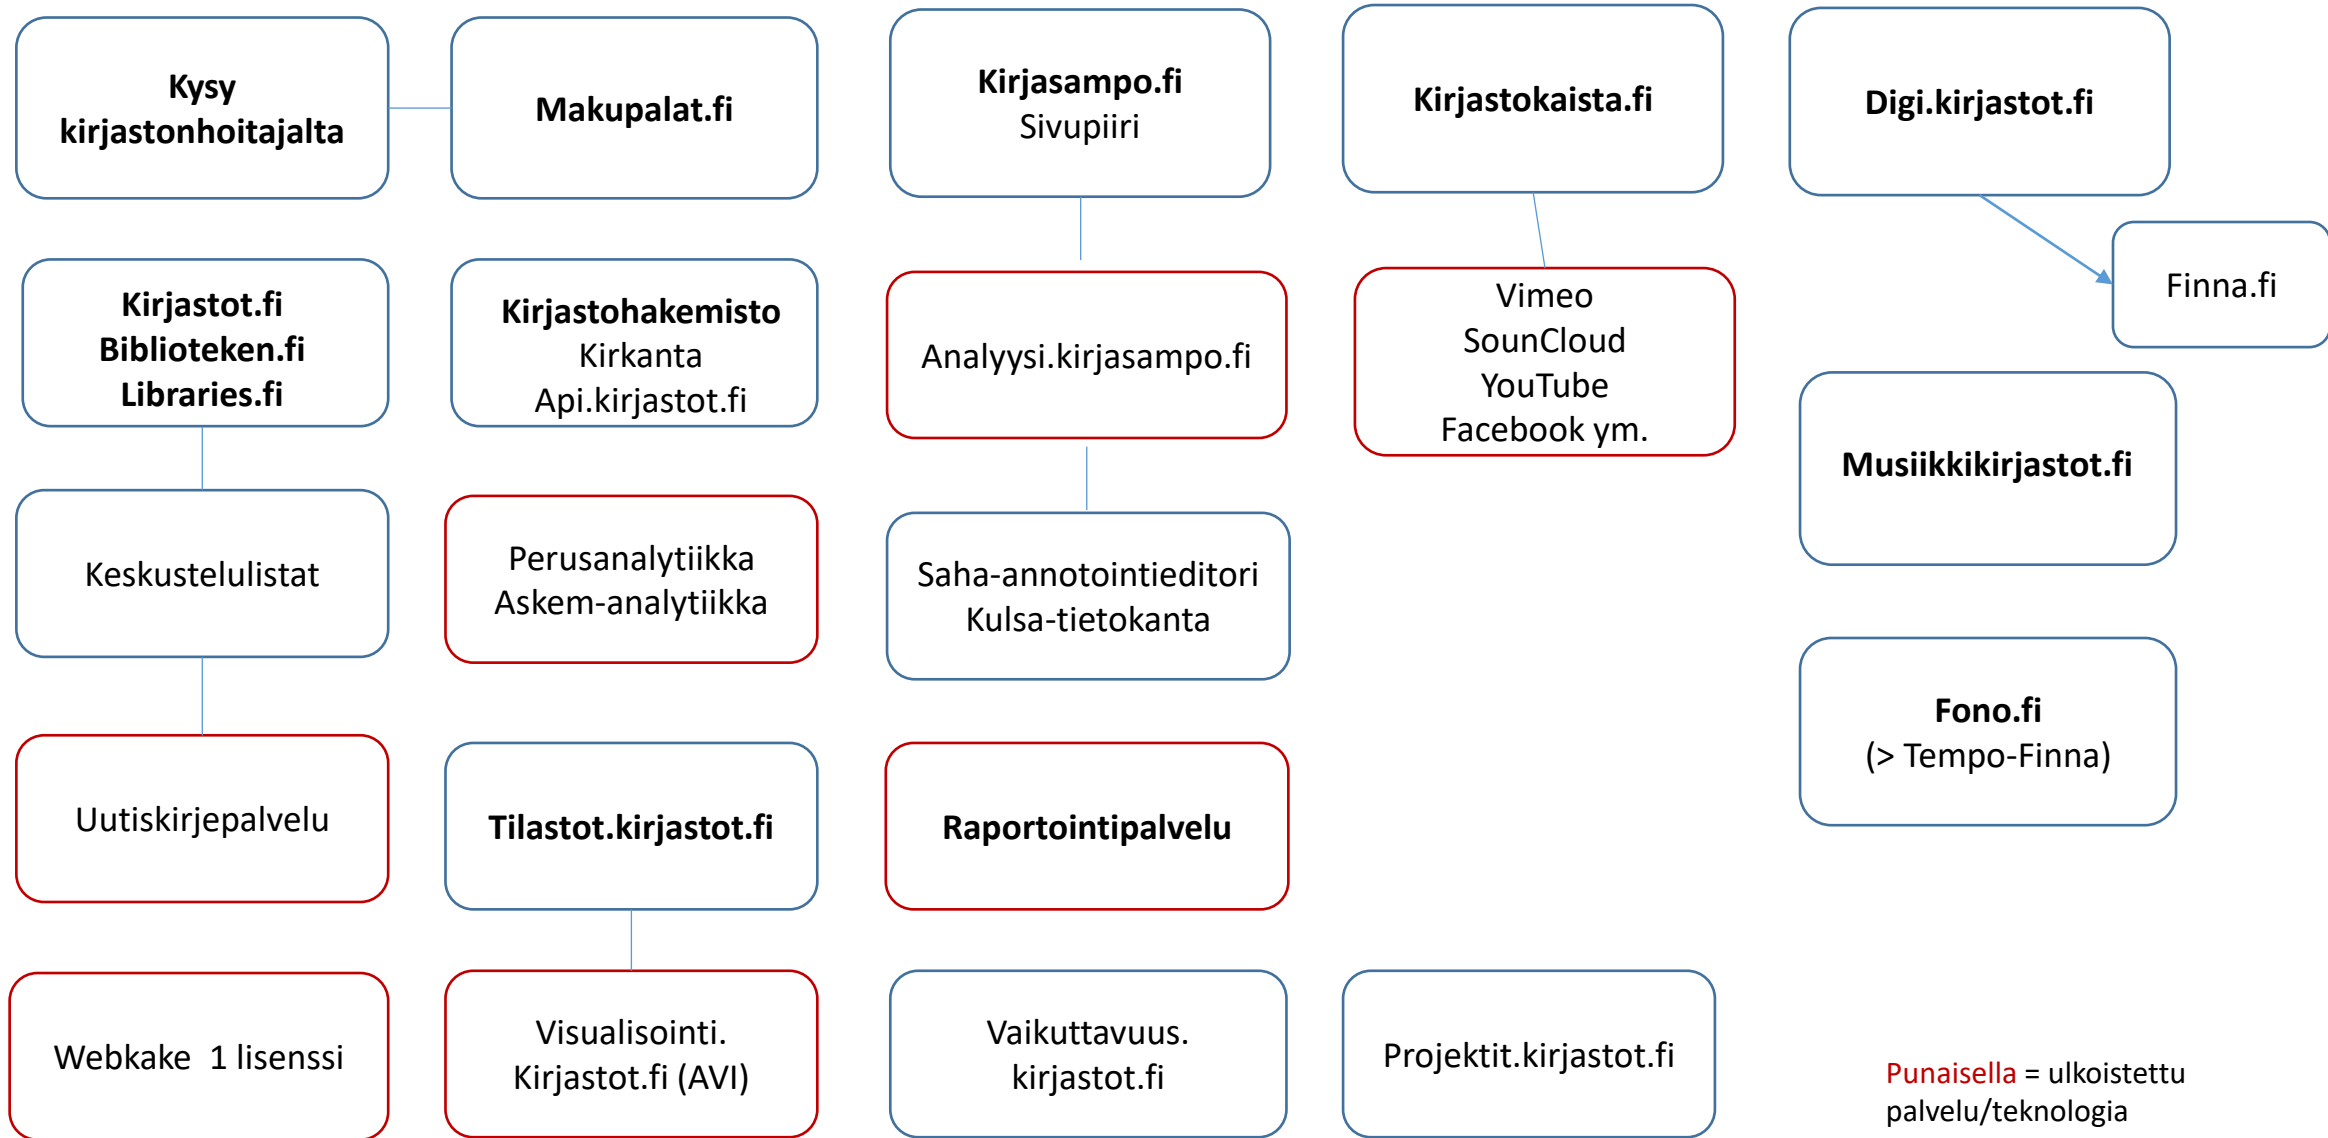 Kysy
kirjastonhoitajalta
Makupalat.fi
Kirjasampo.fi
Sivupiiri
Kirjastokaista.fi
Digi.kirjastot.fi
Finna.fi
Kirjastot.fi
Biblioteken.fi
Libraries.fi
Kirjastohakemisto
Kirkanta
Api.kirjastot.fi
Analyysi.kirjasampo.fi
Vimeo
SounCloud
YouTube
Facebook ym.
Musiikkikirjastot.fi
Keskustelulistat
Perusanalytiikka
Askem-analytiikka
Saha-annotointieditori
Kulsa-tietokanta
Fono.fi
(> Tempo-Finna)
Uutiskirjepalvelu
Tilastot.kirjastot.fi
Raportointipalvelu
Webkake  1 lisenssi
Visualisointi.
Kirjastot.fi (AVI)
Vaikuttavuus.
kirjastot.fi
Projektit.kirjastot.fi
Punaisella = ulkoistettu
palvelu/teknologia